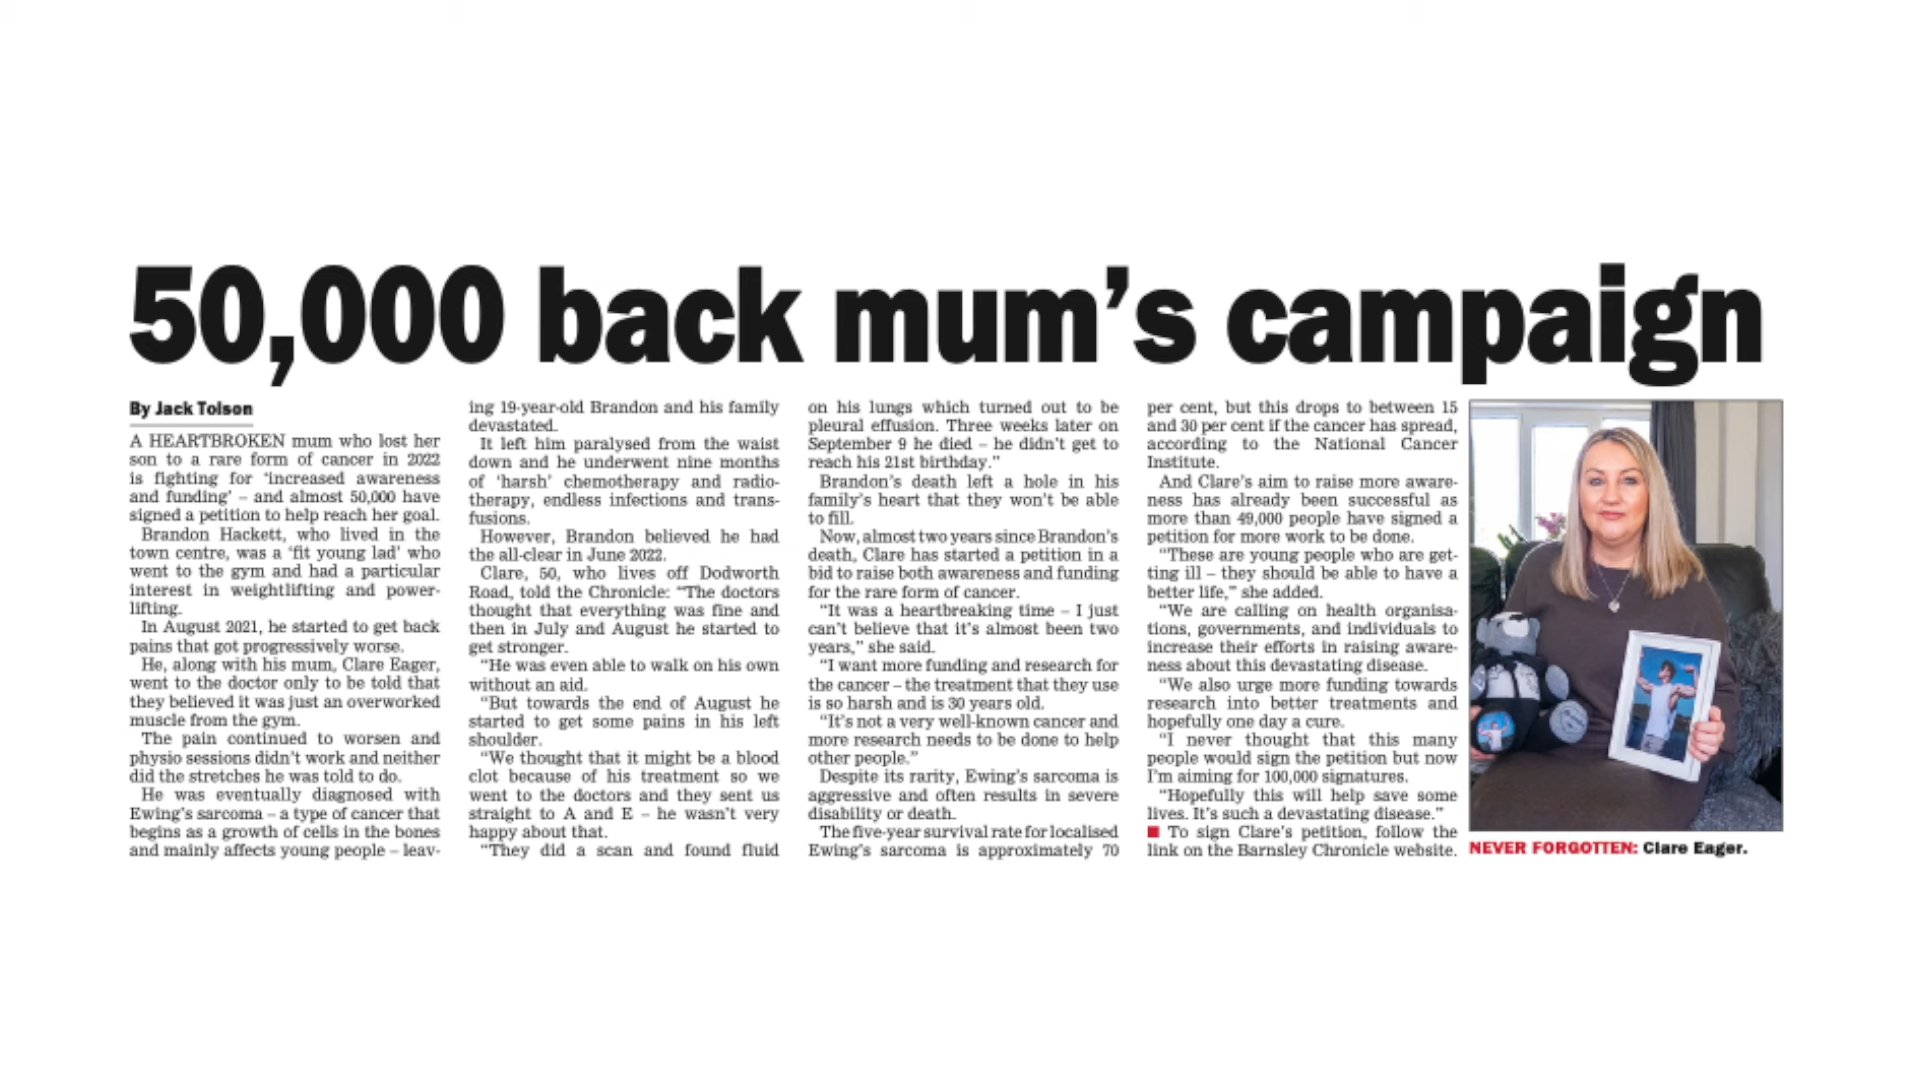 50,000 back mum’s campaign
By Jack Tolson
A HEARTBROKEN mum who lost her
son to a rare form of cancer in 2022
is fighting for ‘increased awareness
and funding’ – and almost 50,000 have
signed a petition to help reach her goal.
Brandon Hackett, who lived in the
town centre, was a ‘fit young lad’ who
went to the gym and had a particular
interest in weightlifting and power-
lifting.
In August 2021, he started to get back
pains that got progressively worse.
He, along with his mum, Clare Eager,
went to the doctor only to be told that
they believed it was just an overworked
muscle from the gym.
The pain continued to worsen and
physio sessions didn’t work and neither
did the stretches he was told to do.
He was eventually diagnosed with
Ewing’s sarcoma – a type of cancer that
begins as a growth of cells in the bones
and mainly affects young people – leav-
ing 19-year-old Brandon and his family
devastated.
It left him paralysed from the waist
down and he underwent nine months
of ‘harsh’ chemotherapy and radio-
therapy, endless infections and trans-
fusions.
However, Brandon believed he had
the all-clear in June 2022.
Clare, 50, who lives off Dodworth
Road, told the Chronicle: “The doctors
thought that everything was fine and
then in July and August he started to
get stronger.
“He was even able to walk on his own
without an aid.
“But towards the end of August he
started to get some pains in his left
shoulder.
“We thought that it might be a blood
clot because of his treatment so we
went to the doctors and they sent us
straight to A and E – he wasn’t very
happy about that.
“They did a scan and found fluid
on his lungs which turned out to be
pleural effusion. Three weeks later on
September 9 he died – he didn’t get to
reach his 21st birthday.”
Brandon’s death left a hole in his
family’s heart that they won’t be able
to fill.
Now, almost two years since Brandon’s
death, Clare has started a petition in a
bid to raise both awareness and funding
for the rare form of cancer.
“It was a heartbreaking time – I just
can’t believe that it’s almost been two
years,” she said.
“I want more funding and research for
the cancer – the treatment that they use
is so harsh and is 30 years old.
“It’s not a very well-known cancer and
more research needs to be done to help
other people.”
Despite its rarity, Ewing’s sarcoma is
aggressive and often results in severe
disability or death.
The five-year survival rate for localised
Ewing’s sarcoma is approximately 70
per cent, but this drops to between 15
and 30 per cent if the cancer has spread,
according to the National Cancer
Institute.
And Clare’s aim to raise more aware-
ness has already been successful as
more than 49,000 people have signed a
petition for more work to be done.
“These are young people who are get-
ting ill – they should be able to have a
better life,” she added.
“We are calling on health organisa-
tions, governments, and individuals to
increase their efforts in raising aware-
ness about this devastating disease.
“We also urge more funding towards
research into better treatments and
hopefully one day a cure.
“I never thought that this many
people would sign the petition but now
I’m aiming for 100,000 signatures.
“Hopefully this will help save some
lives. It’s such a devastating disease.”
■ To sign Clare’s petition, follow the
link on the Barnsley Chronicle website.
NEVER FORGOTTEN: Clare Eager.